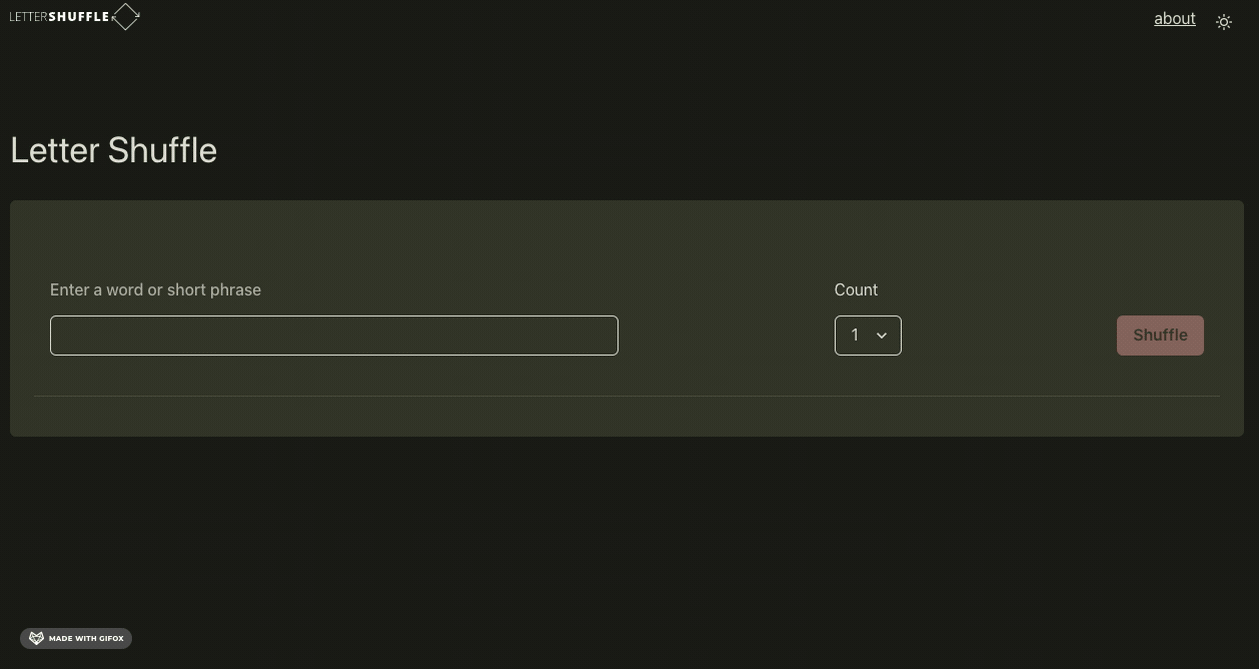 LETTERSHUFFLE
about
Letter Shuffle
Enter a word or short phrase
Count
1
Shuffle
MADE WITH GIFOX